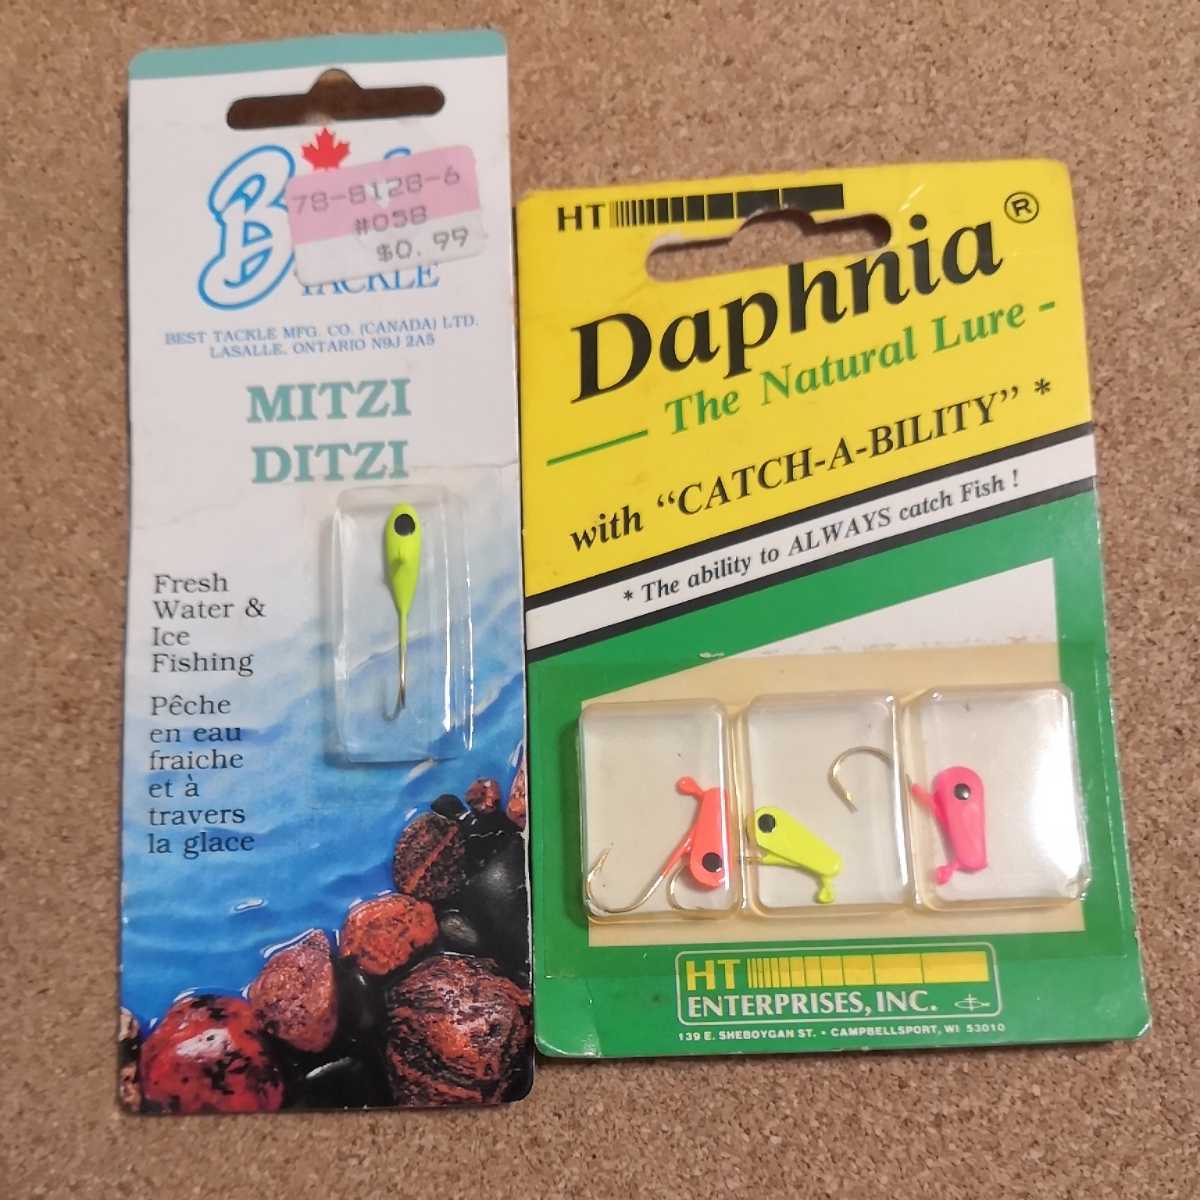 78-8128-6
#058
$0.99
TACKLE
BEST TACKLE MFG. CO. (CANADA) LTD.
LASALLE, ONTARIO N9J 2A5
MITZI
DITZI
Fresh
Water &
Ice
Fishing
Pêche
en eau
fraiche
et à
travers
la glace
HT
Daphnia®
The Natural Lure -
with "CATCH-A-BILITY" *
* The ability to ALWAYS catch Fish !
HT
ENTERPRISES, INC.
139 E. SHEBOYGAN ST. • CAMPBELLSPORT, WI 53010